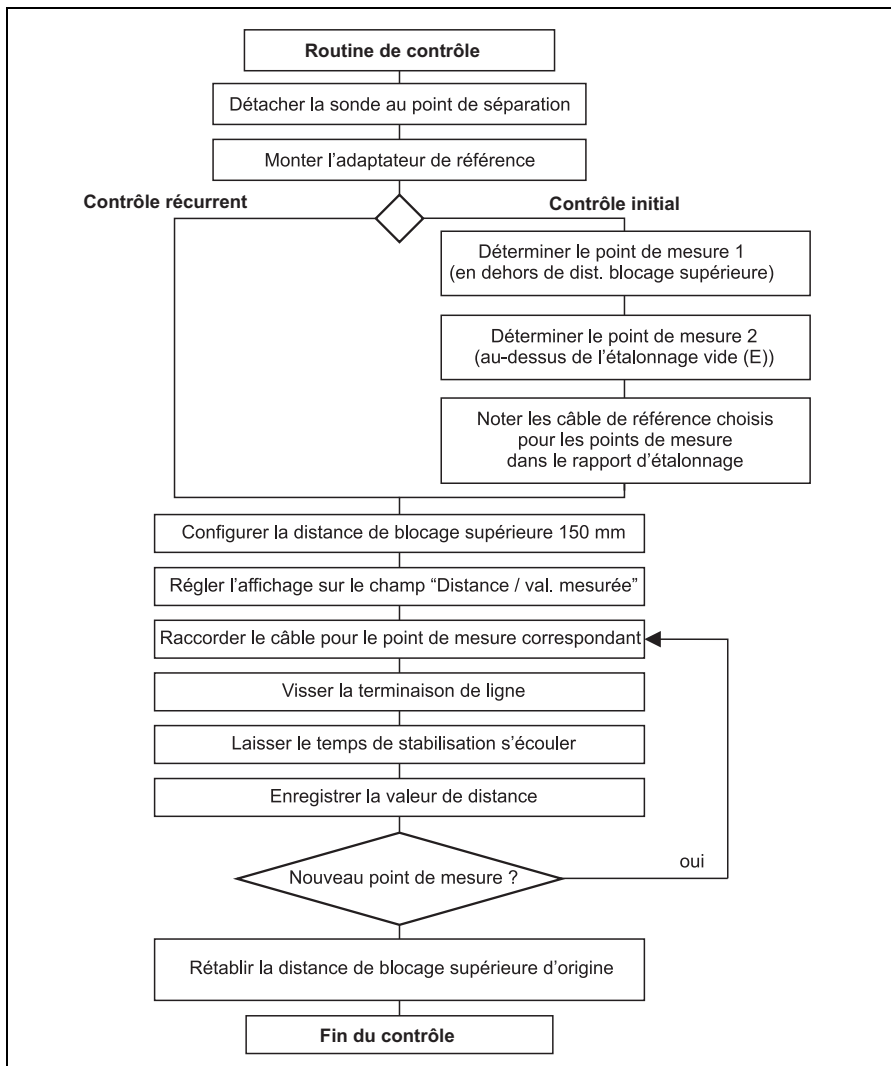 Routine de contrôle
Détacher la sonde au point de séparation
Monter l'adaptateur de référence
Contrôle récurrent
Contrôle initial
Déterminer le point de mesure 1
(en dehors de dist. blocage supérieure)
Déterminer le point de mesure 2
(au-dessus de l'étalonnage vide (E))
Noter les câble de référence choisis
pour les points de mesure
dans le rapport d'étalonnage
Configurer la distance de blocage supérieure 150 mm
Régler l'affichage sur le champ “Distance / val. mesurée”
Raccorder le câble pour le point de mesure correspondant
Visser la terminaison de ligne
Laisser le temps de stabilisation s'écouler
Enregistrer la valeur de distance
Nouveau point de mesure ?
oui
Rétablir la distance de blocage supérieure d'origine
Fin du contrôle